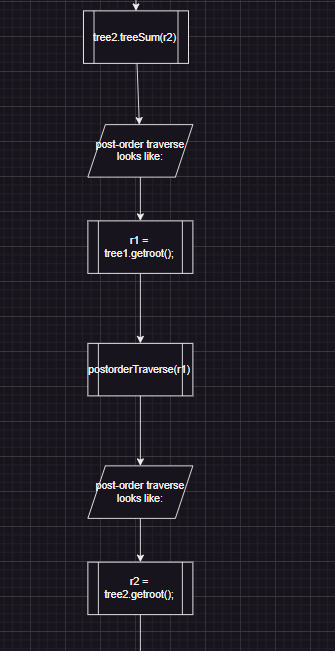 tree2.treeSum(r2)
post-order traverse
looks like:
r1 =
tree1.getroot();
postorderTraverse(r1)
post-order traverse
looks like:
r2 =
tree2.getroot();